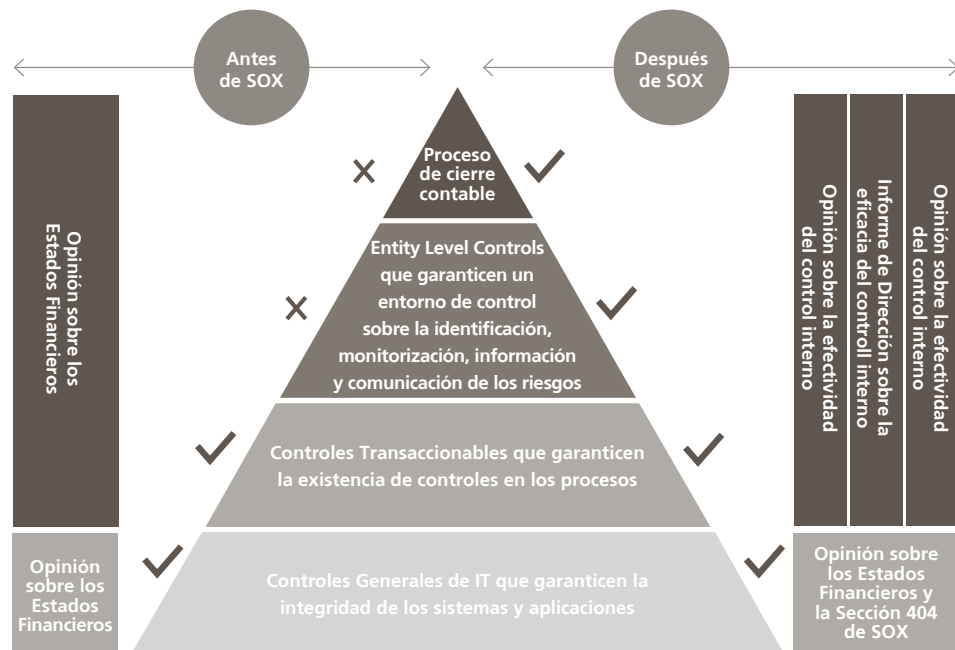 Antes
de SOX
Después
de SOX
Opinión sobre los
Estados Financieros
Proceso
de cierre
contable
Entity Level Controls
que garanticen un
entorno de control
sobre la identificación,
monitorización, información
y comunicación de los riesgos
Controles Transaccionables que garanticen
la existencia de controles en los procesos
Controles Generales de IT que garanticen la
integridad de los sistemas y aplicaciones
Opinión sobre la efectividad
del control interno
Informe de Dirección sobre la
eficacia del controll interno
Opinión sobre la efectividad
del control interno
Opinión
sobre los
Estados
Financieros
Opinión sobre
los Estados
Financieros y
la Sección 404
de SOX